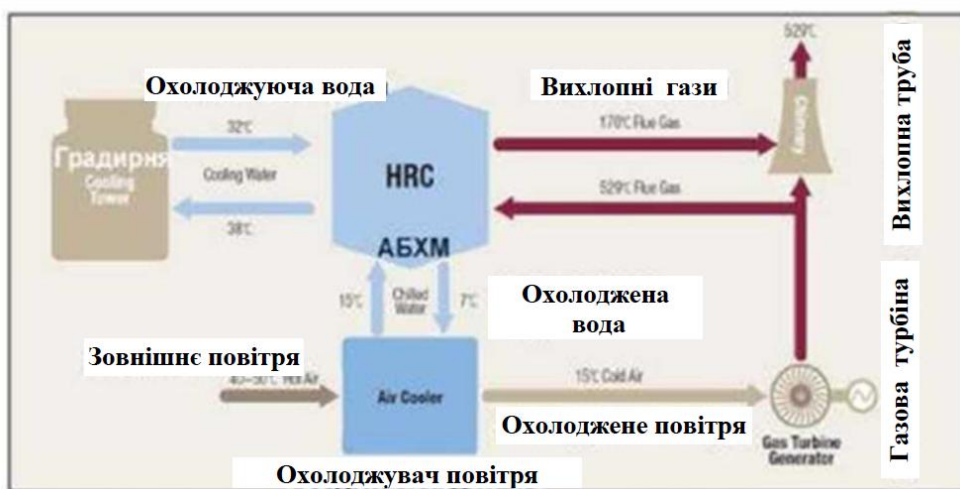 529℃
Охолоджуюча вода
Вихлопні гази
Вихлопна труба
32℃
170℃ Flue Gas
Chimney
Градирня
Cooling
Tower
Cooling Water
HRC
529℃ Flue Gas
38℃
АБХМ
15℃
Chilled
Water
7℃
Охолоджена
вода
Зовнішнє повітря
40~50℃ Hot Air
Air Cooler
15℃ Cold Air
Охолоджене повітря
Газова турбіна
Gas Turbine
Generator
Охолоджувач повітря